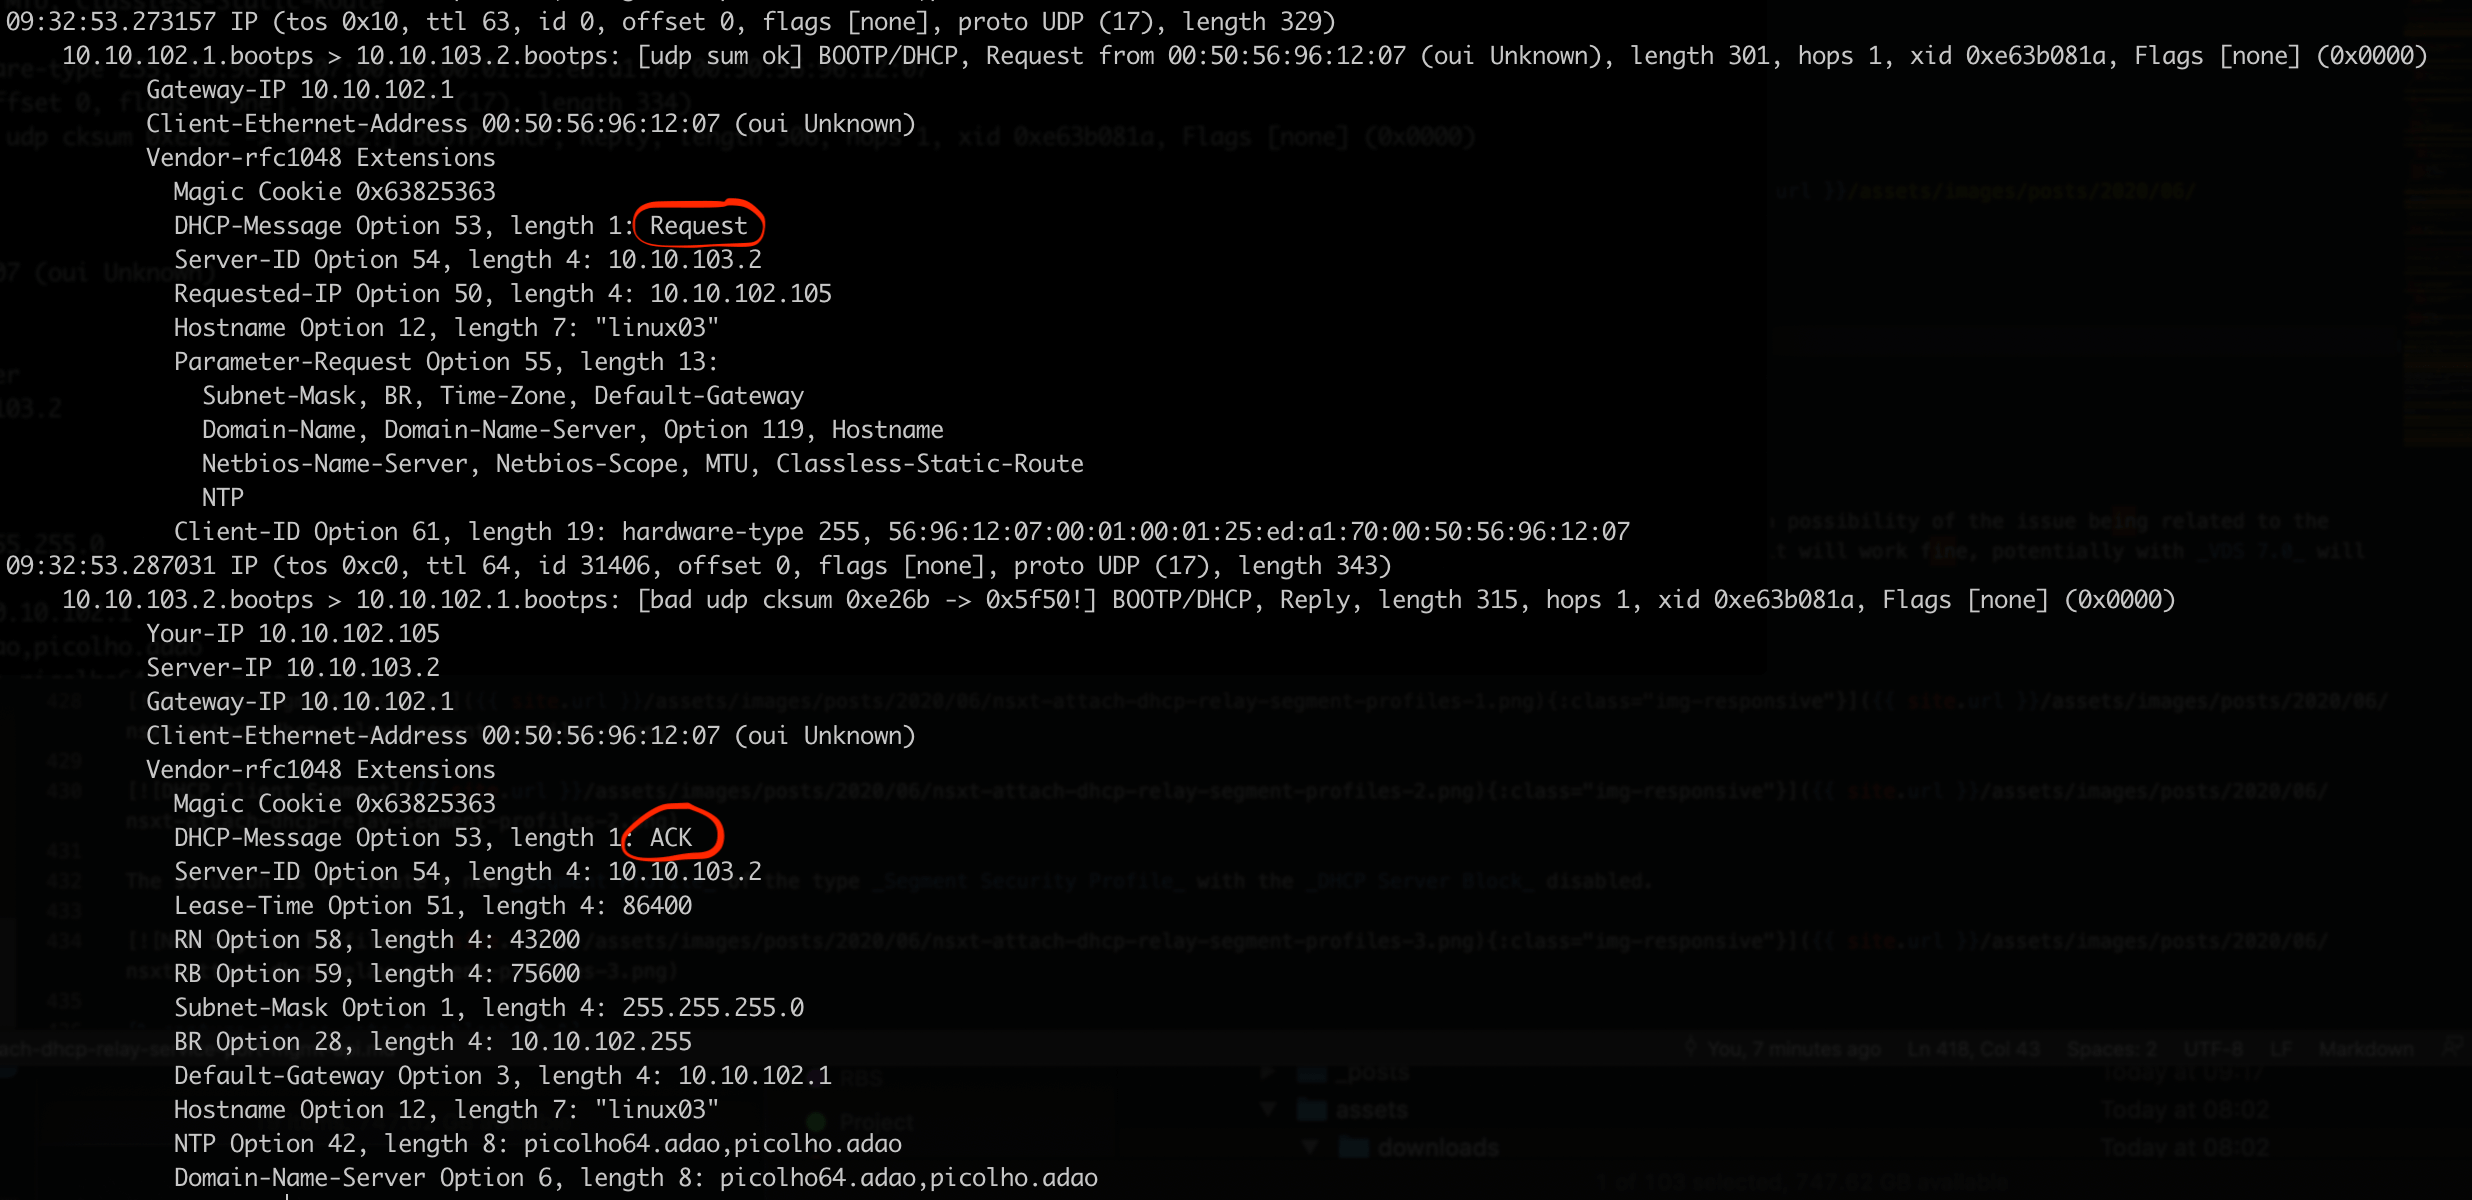 09:32:53.273157 IP (tos 0x10, ttl 63, id 0, offset 0, flags [none], proto UDP (17), length 329)
10.10.102.1.bootps > 10.10.103.2.bootps: [udp sum ok] BOOTP/DHCP, Request from 00:50:56:96:12:07 (oui Unknown), length 301, hops 1, xid 0xe63b081a, Flags [none] (0x0000)
Gateway-IP 10.10.102.1
Client-Ethernet-Address 00:50:56:96:12:07 (oui Unknown)
Vendor-rfc1048 Extensions
Magic Cookie 0x63825363
DHCP-Message Option 53, length 1: Request
Server-ID Option 54, length 4: 10.10.103.2
Requested-IP Option 50, length 4: 10.10.102.105
Hostname Option 12, length 7: "linux03"
Parameter-Request Option 55, length 13:
Subnet-Mask, BR, Time-Zone, Default-Gateway
Domain-Name, Domain-Name-Server, Option 119, Hostname
Netbios-Name-Server, Netbios-Scope, MTU, Classless-Static-Route
NTP
Client-ID Option 61, length 19: hardware-type 255, 56:96:12:07:00:01:00:01:25:ed:a1:70:00:50:56:96:12:07
09:32:53.287031 IP (tos 0xc0, ttl 64, id 31406, offset 0, flags [none], proto UDP (17), length 343)
10.10.103.2.bootps > 10.10.102.1.bootps: [bad udp cksum 0xe26b -> 0x5f50!] BOOTP/DHCP, Reply, length 315, hops 1, xid 0xe63b081a, Flags [none] (0x0000)
Your-IP 10.10.102.105
Server-IP 10.10.103.2
Gateway-IP 10.10.102.1
Client-Ethernet-Address 00:50:56:96:12:07 (oui Unknown)
Vendor-rfc1048 Extensions
Magic Cookie 0x63825363
DHCP-Message Option 53, length 1: ACK
Server-ID Option 54, length 4: 10.10.103.2
Lease-Time Option 51, length 4: 86400
RN Option 58, length 4: 43200
RB Option 59, length 4: 75600
Subnet-Mask Option 1, length 4: 255.255.255.0
BR Option 28, length 4: 10.10.102.255
Default-Gateway Option 3, length 4: 10.10.102.1
Hostname Option 12, length 7: "linux03"
NTP Option 42, length 8: picolho64.adao,picolho.adao
Domain-Name-Server Option 6, length 8: picolho64.adao,picolho.adao